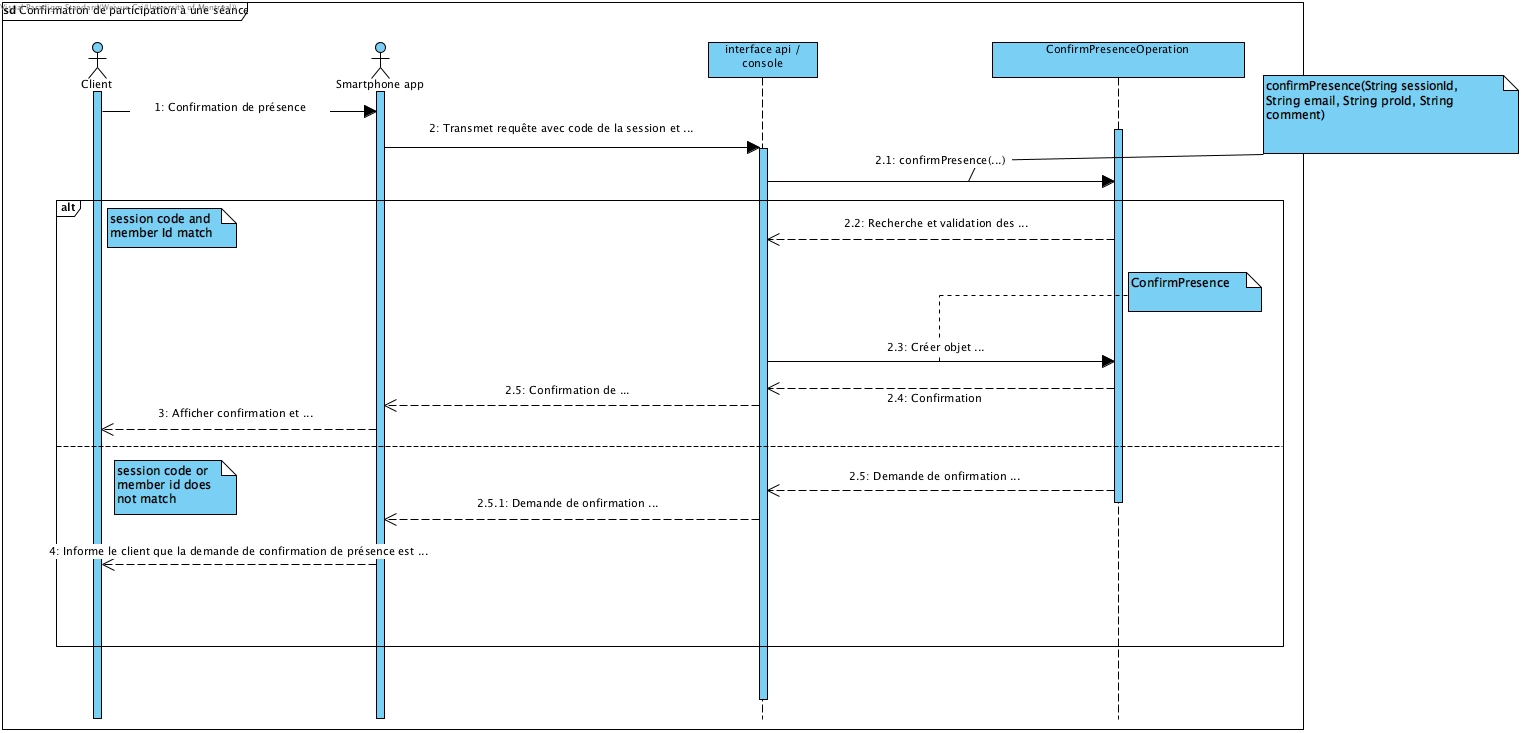 sd Confirmation de participation à une séance
Client
Smartphone app
interface api /
console
ConfirmPresenceOperation
confirmPresence(String sessionId,
String email, String proId, String
comment)
1: Confirmation de présence
2: Transmet requête avec code de la session et ...
2.1: confirmPresence(...)
alt
session code and
member Id match
2.2: Recherche et validation des ...
ConfirmPresence
2.3: Créer objet ...
2.4: Confirmation
2.5: Confirmation de ...
3: Afficher confirmation et ...
session code or
member id does
not match
2.5: Demande de onfirmation ...
2.5.1: Demande de onfirmation ...
4: Informe le client que la demande de confirmation de présence est ...